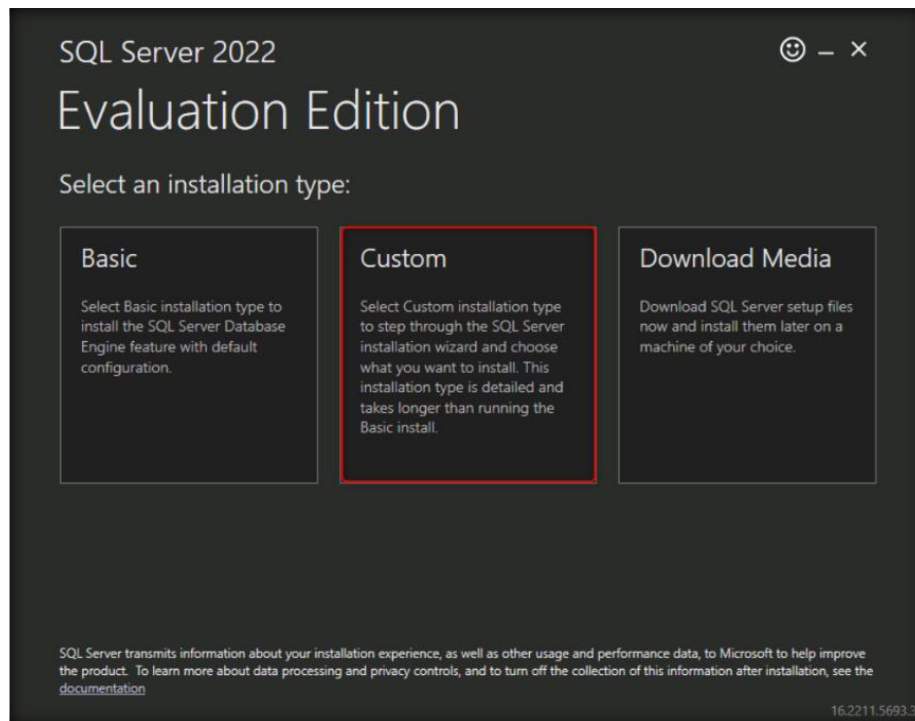 SQL Server 2022
Evaluation Edition
Select an installation type:
Basic
Select Basic installation type to
install the SQL Server Database
Engine feature with default
configuration.
Custom
Select Custom installation type
to step through the SQL Server
installation wizard and choose
what you want to install. This
installation type is detailed and
takes longer than running the
Basic install.
Download Media
Download SQL Server setup files
now and install them later on a
machine of your choice.
SQL Server transmits information about your installation experience, as well as other usage and performance data, to Microsoft to help improve
the product. To learn more about data processing and privacy controls, and to turn off the collection of this information after installation, see the
documentation
16.2211.5693.3